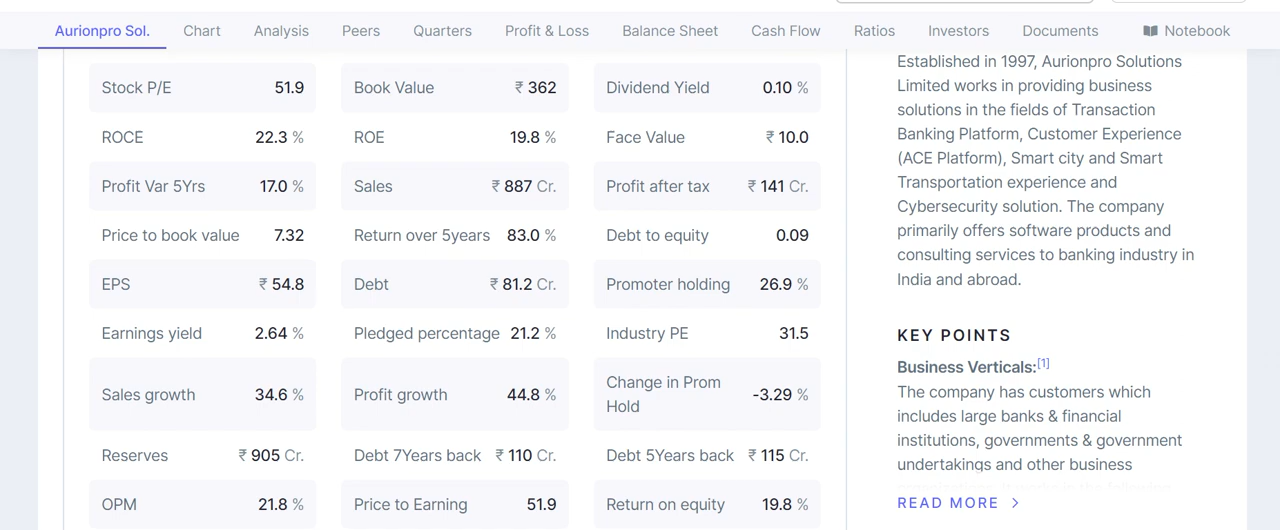 Aurionpro Sol. Chart Analysis Peers Quarters Profit & Loss Balance Sheet Cash Flow Ratios Investors Documents Notebook
Stock P/E 51.9 Book Value ₹ 362 Dividend Yield 0.10 %
ROCE 22.3 % ROE 19.8 % Face Value ₹ 10.0
Profit Var 5Yrs 17.0 % Sales ₹ 887 Cr. Profit after tax ₹ 141 Cr.
Price to book value 7.32 Return over 5years 83.0 % Debt to equity 0.09
EPS ₹ 54.8 Debt ₹ 81.2 Cr. Promoter holding 26.9 %
Earnings yield 2.64 % Pledged percentage 21.2 % Industry PE 31.5
Sales growth 34.6 % Profit growth 44.8 % Change in Prom
Hold -3.29 %
Reserves ₹ 905 Cr. Debt 7Years back ₹ 110 Cr. Debt 5Years back ₹ 115 Cr.
OPM 21.8 % Price to Earning 51.9 Return on equity 19.8 %
Established in 1997, Aurionpro Solutions
Limited works in providing business
solutions in the fields of Transaction
Banking Platform, Customer Experience
(ACE Platform), Smart city and Smart
Transportation experience and
Cybersecurity solution. The company
primarily offers software products and
consulting services to banking industry in
India and abroad.
KEY POINTS
Business Verticals:[1]
The company has customers which
includes large banks & financial
institutions, governments & government
undertakings and other business
READ MORE